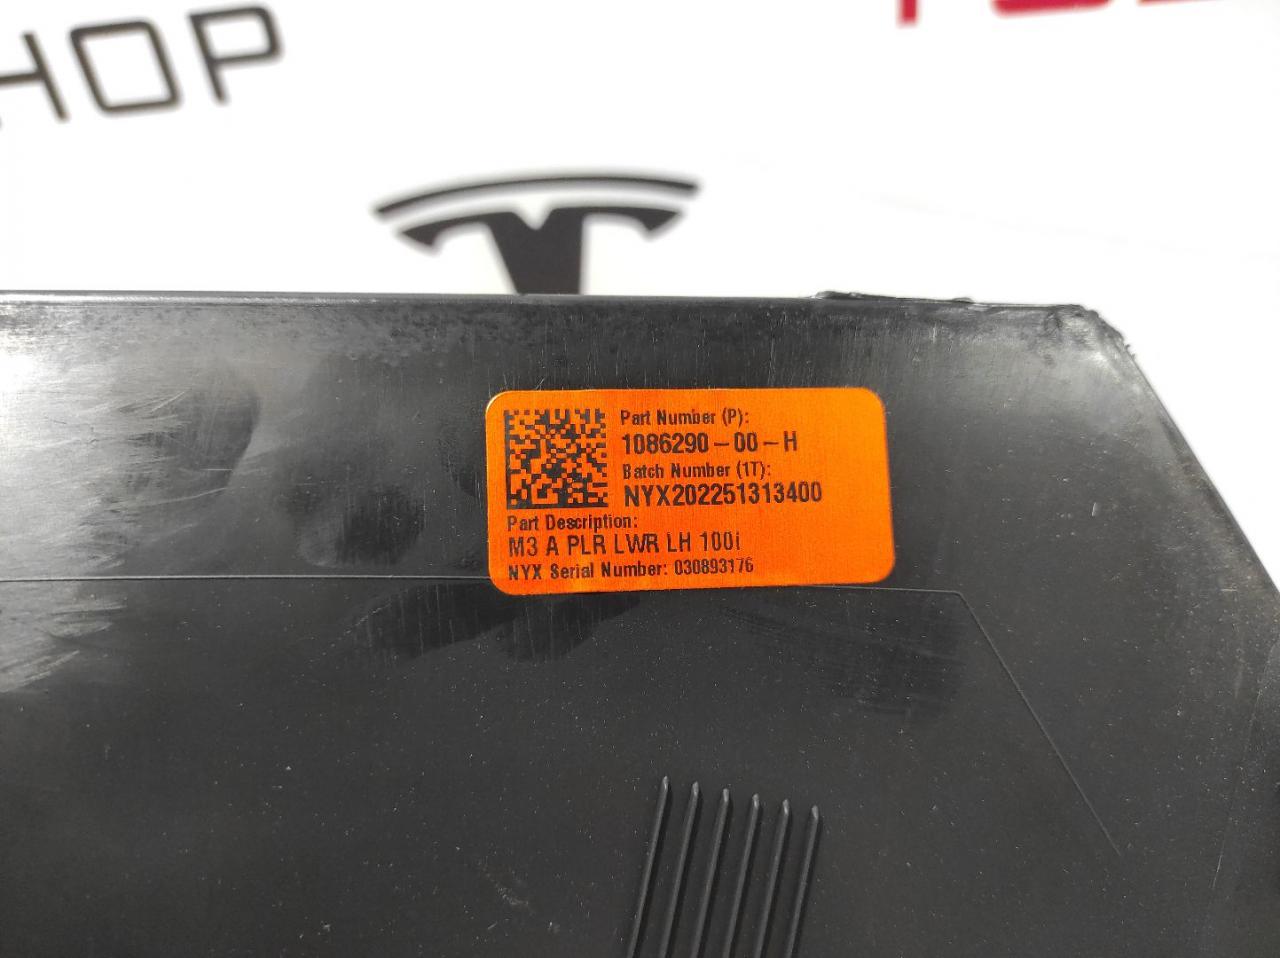 HOP
Part Number (P):
1086290-00-H
Batch Number (1T):
NYX202251313400
Part Description:
M3 A PLR LWR LH 100i
NYX Serial Number: 030893176